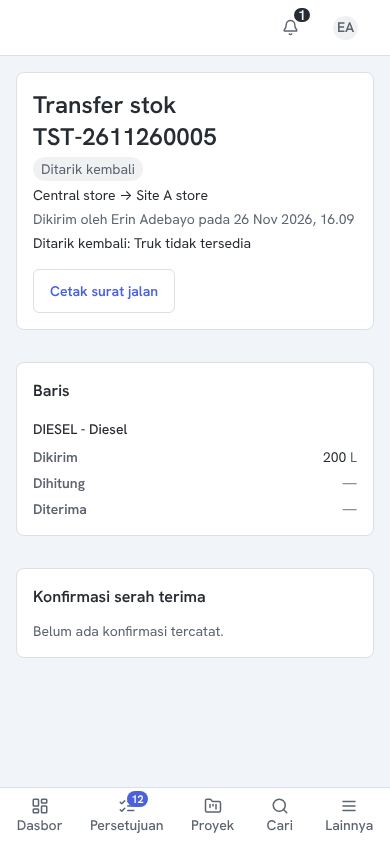 1
EA
Transfer stok
TST-2611260005
Ditarik kembali
Central store → Site A store
Dikirim oleh Erin Adebayo pada 26 Nov 2026, 16.09
Ditarik kembali: Truk tidak tersedia
Cetak surat jalan
Baris
DIESEL - Diesel
Dikirim 200 L
Dihitung —
Diterima —
Konfirmasi serah terima
Belum ada konfirmasi tercatat.
12
Dasbor Persetujuan Proyek Cari Lainnya